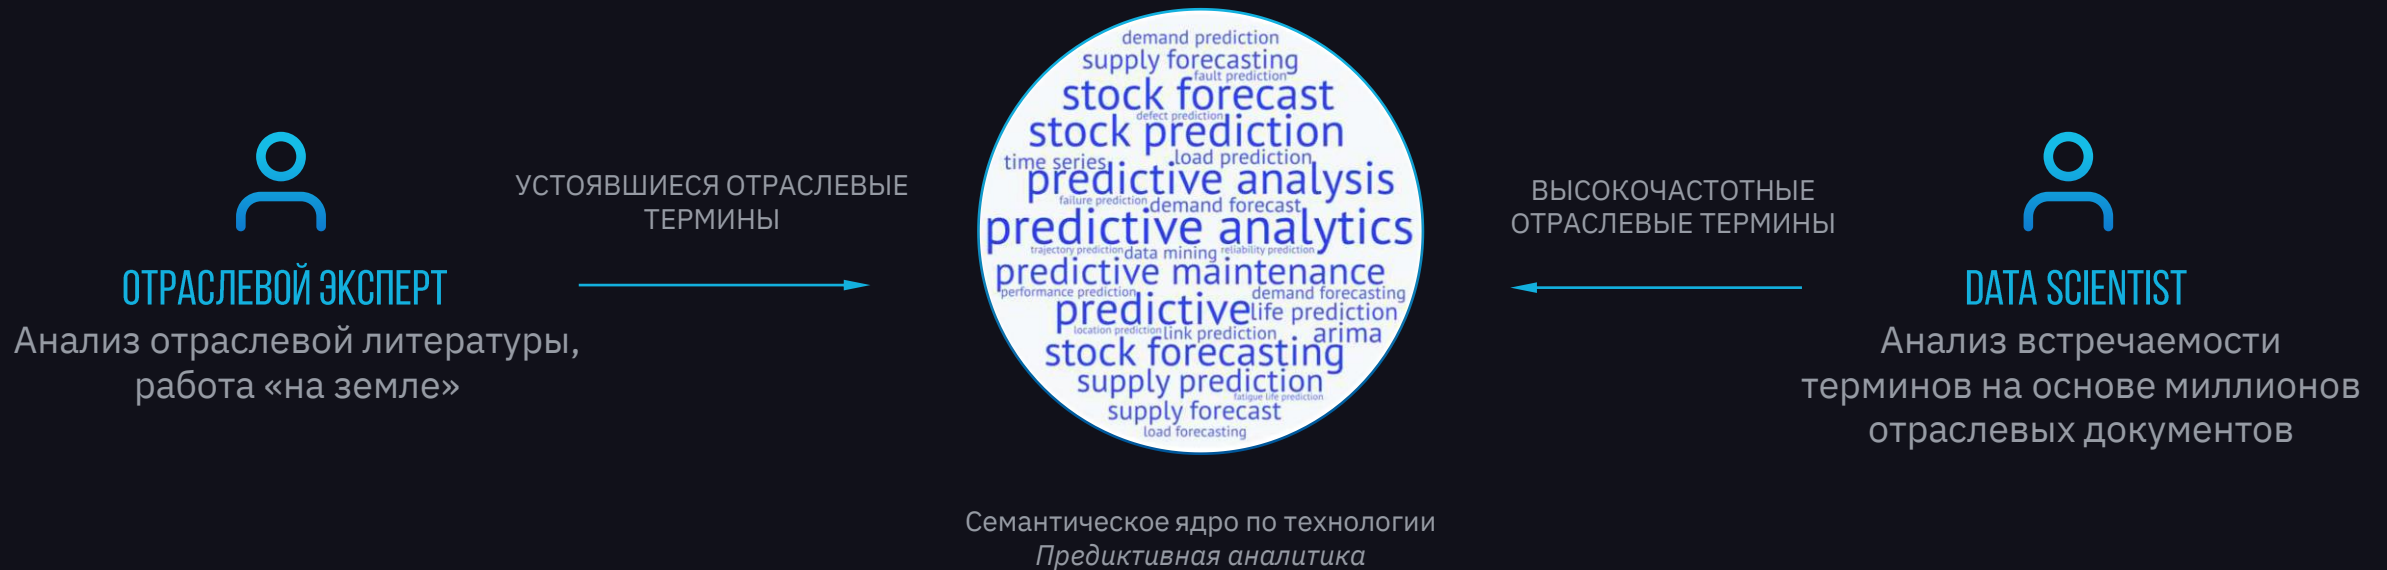 ОТРАСЛЕВОЙ ЭКСПЕРТ
Анализ отраслевой литературы,
работа «на земле»
УСТОЯВШИЕСЯ ОТРАСЛЕВЫЕ
ТЕРМИНЫ
demand prediction
supply forecasting
fault prediction
stock forecast
defect prediction
stock prediction
time series
load prediction
predictive analysis
failure prediction
demand forecast
predictive analytics
trajectory prediction
data mining
reliability prediction
predictive maintenance
performance prediction
demand forecasting
predictive
life prediction
location prediction
link prediction
arima
stock forecasting
supply prediction
fatigue life prediction
supply forecast
load forecasting
Семантическое ядро по технологии
Предиктивная аналитика
ВЫСОКОЧАСТОТНЫЕ
ОТРАСЛЕВЫЕ ТЕРМИНЫ
DATA SCIENTIST
Анализ встречаемости
терминов на основе миллионов
отраслевых документов